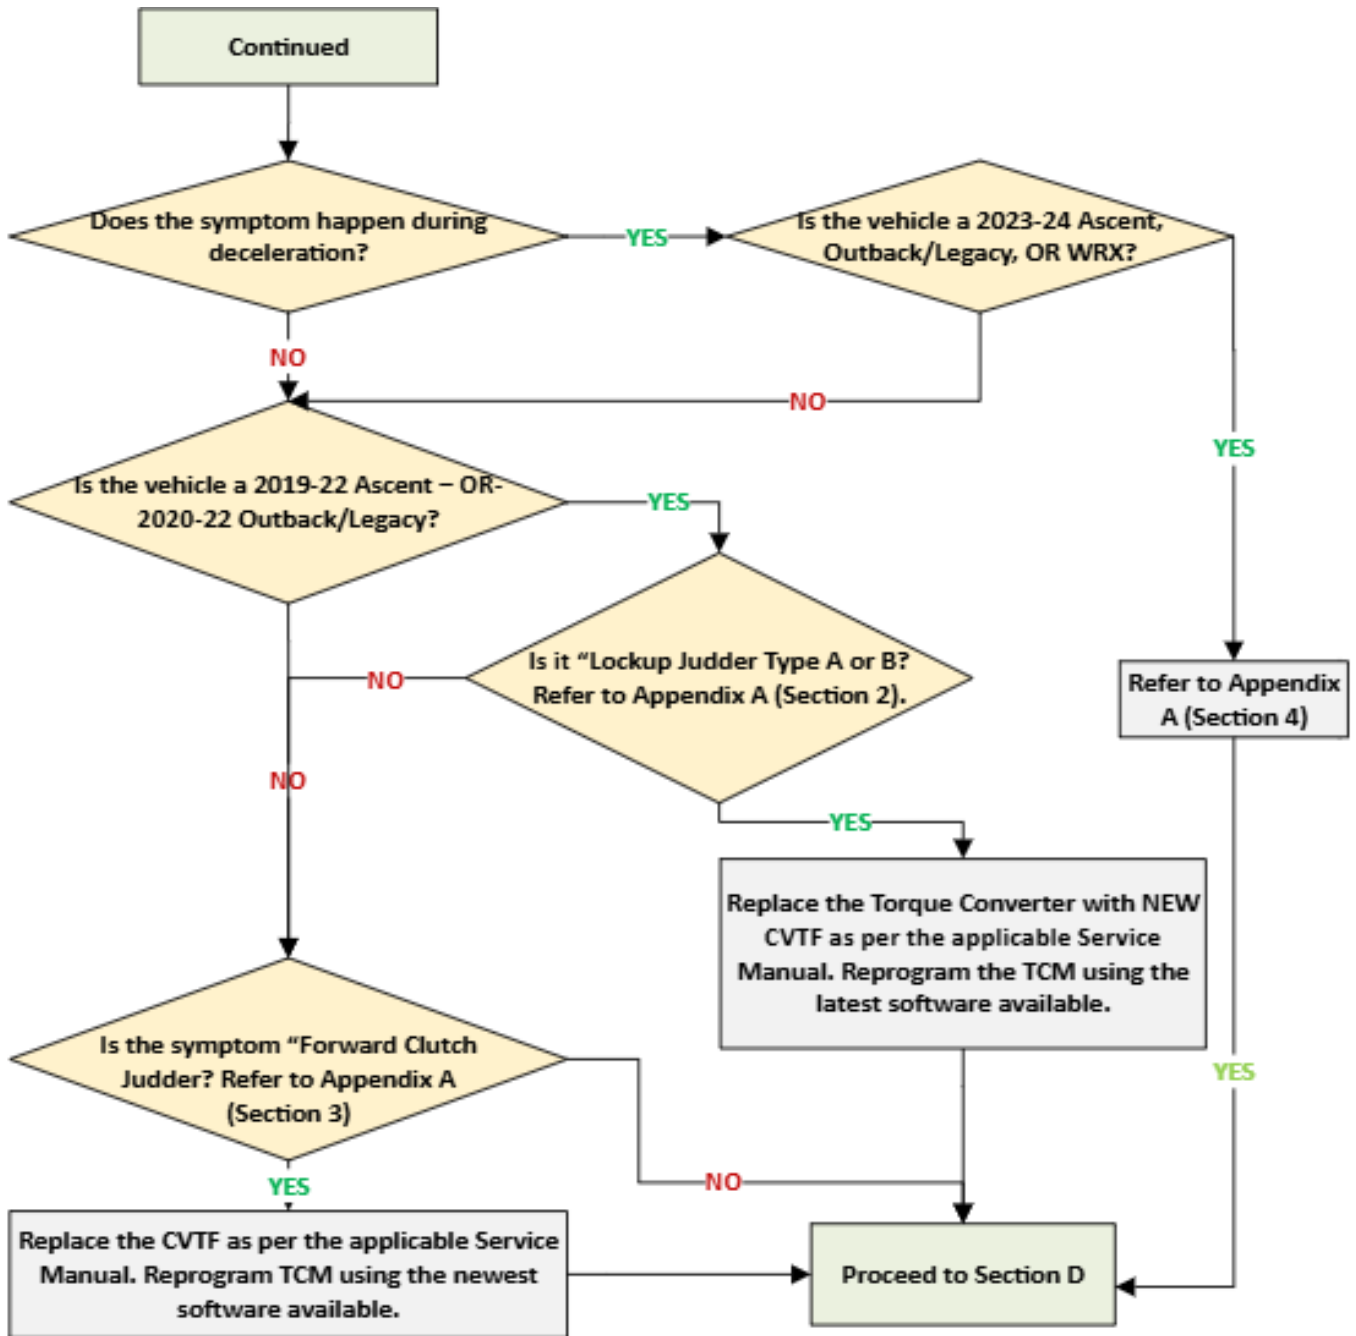 Continued
Does the symptom happen during
deceleration?
YES
Is the vehicle a 2023-24 Ascent,
Outback/Legacy, OR WRX?
NO
NO
YES
Is the vehicle a 2019-22 Ascent – OR-
2020-22 Outback/Legacy?
YES
Is it “Lockup Judder Type A or B?
Refer to Appendix A (Section 2).
NO
Refer to Appendix
A (Section 4)
NO
YES
Replace the Torque Converter with NEW
CVTF as per the applicable Service
Manual. Reprogram the TCM using the
latest software available.
Is the symptom “Forward Clutch
Judder? Refer to Appendix A
(Section 3)
YES
NO
YES
Replace the CVTF as per the applicable Service
Manual. Reprogram TCM using the newest
software available.
Proceed to Section D